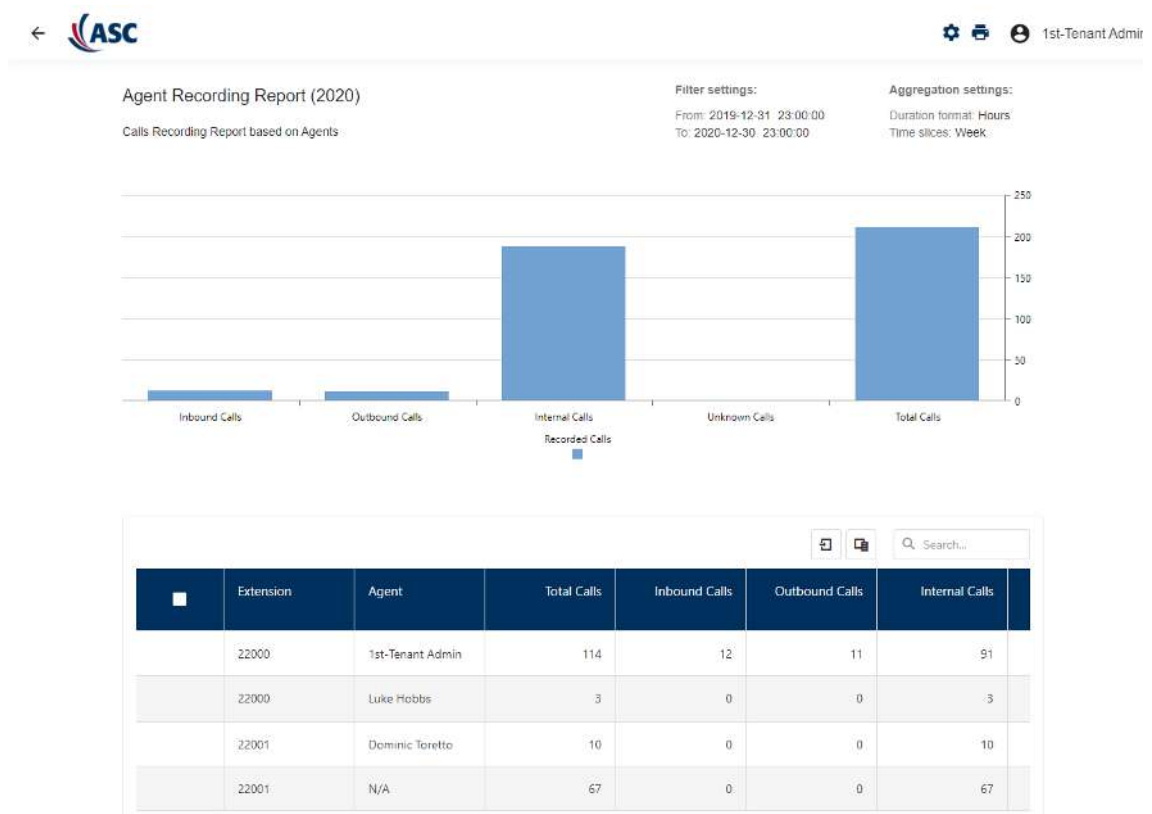 ASC
1st-Tenant Admin
Agent Recording Report (2020)
Calls Recording Report based on Agents
Filter settings:
From: 2019-12-31 23:00:00
To: 2020-12-30 23:00:00
Aggregation settings:
Duration format: Hours
Time slices: Week
250
200
150
100
50
0
Inbound Calls Outbound Calls Internal Calls Unknown Calls Total Calls
Recorded Calls
Search...
Extension Agent Total Calls Inbound Calls Outbound Calls Internal Calls
22000 1st-Tenant Admin 114 12 11 91
22000 Luke Hobbs 3 0 0 3
22001 Dominic Toretto 10 0 0 10
22001 N/A 67 0 0 67